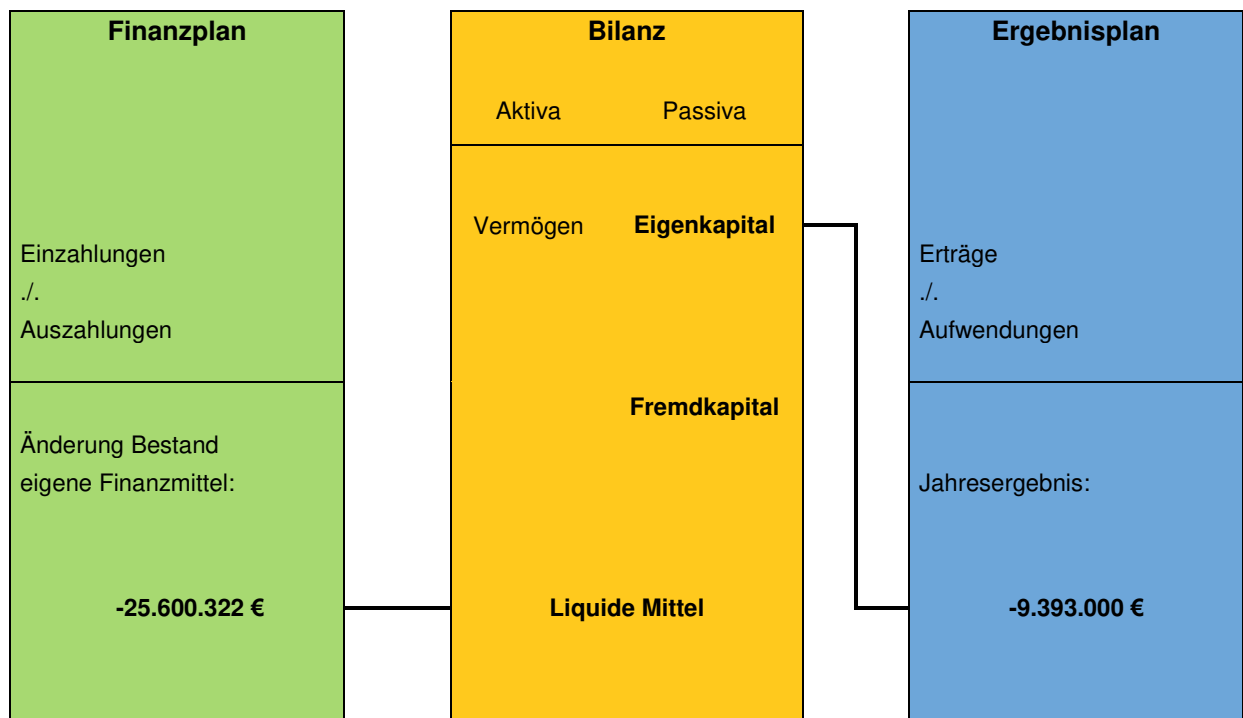 Finanzplan
Einzahlungen
./.
Auszahlungen
Änderung Bestand
eigene Finanzmittel:
-25.600.322 €
Bilanz
Aktiva Passiva
Vermögen Eigenkapital
Fremdkapital
Liquide Mittel
Ergebnisplan
Erträge
./.
Aufwendungen
Jahresergebnis:
-9.393.000 €